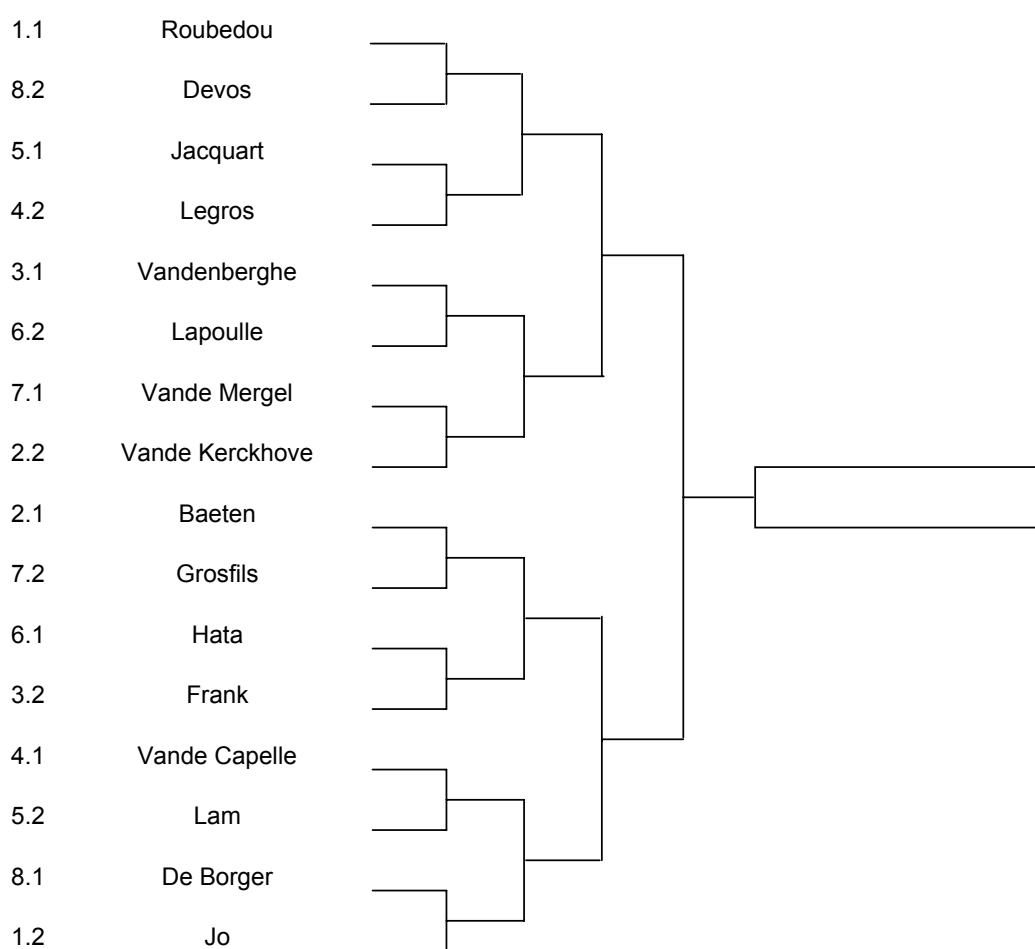 1.1 Roubedou
8.2 Devos
5.1 Jacquart
4.2 Legros
3.1 Vandenberghe
6.2 Lapoulle
7.1 Vande Mergel
2.2 Vande Kerckhove
2.1 Baeten
7.2 Grosfils
6.1 Hata
3.2 Frank
4.1 Vande Capelle
5.2 Lam
8.1 De Borger
1.2 Jo